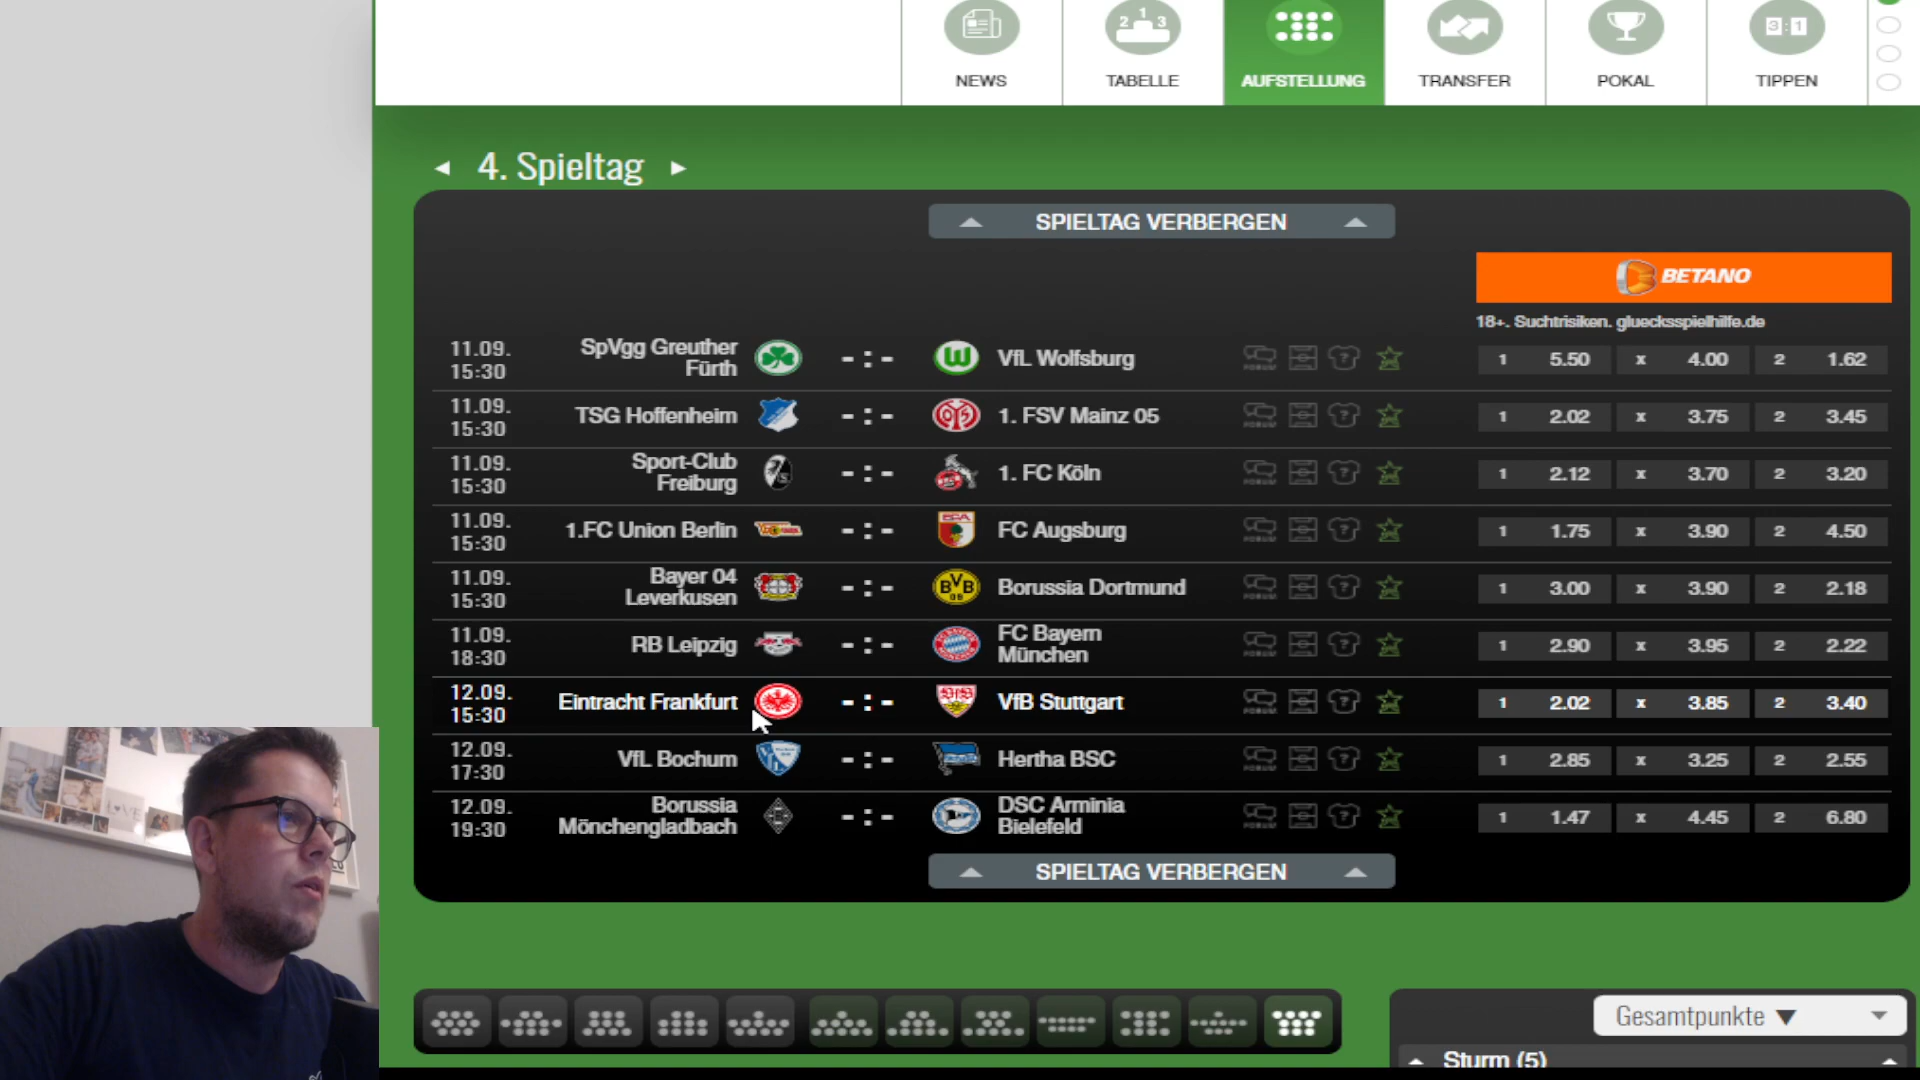 NEWS
TABELLE
AUFSTELLUNG
TRANSFER
POKAL
TIPPEN
4. Spieltag
SPIELTAG VERBERGEN
BETANO
18+. Suchtrisiken. gluecksspielhilfe.de
11.09. 15:30 SpVgg Greuther Fürth - : - VfL Wolfsburg 1 5.50 x 4.00 2 1.62
11.09. 15:30 TSG Hoffenheim - : - 1. FSV Mainz 05 1 2.02 x 3.75 2 3.45
11.09. 15:30 Sport-Club Freiburg - : - 1. FC Köln 1 2.12 x 3.70 2 3.20
11.09. 15:30 1.FC Union Berlin - : - FC Augsburg 1 1.75 x 3.90 2 4.50
11.09. 15:30 Bayer 04 Leverkusen - : - Borussia Dortmund 1 3.00 x 3.90 2 2.18
11.09. 18:30 RB Leipzig - : - FC Bayern München 1 2.90 x 3.95 2 2.22
12.09. 15:30 Eintracht Frankfurt - : - VfB Stuttgart 1 2.02 x 3.85 2 3.40
12.09. 17:30 VfL Bochum - : - Hertha BSC 1 2.85 x 3.25 2 2.55
12.09. 19:30 Borussia Mönchengladbach - : - DSC Arminia Bielefeld 1 1.47 x 4.45 2 6.80
SPIELTAG VERBERGEN
Gesamtpunkte ▼
Sturm (5)